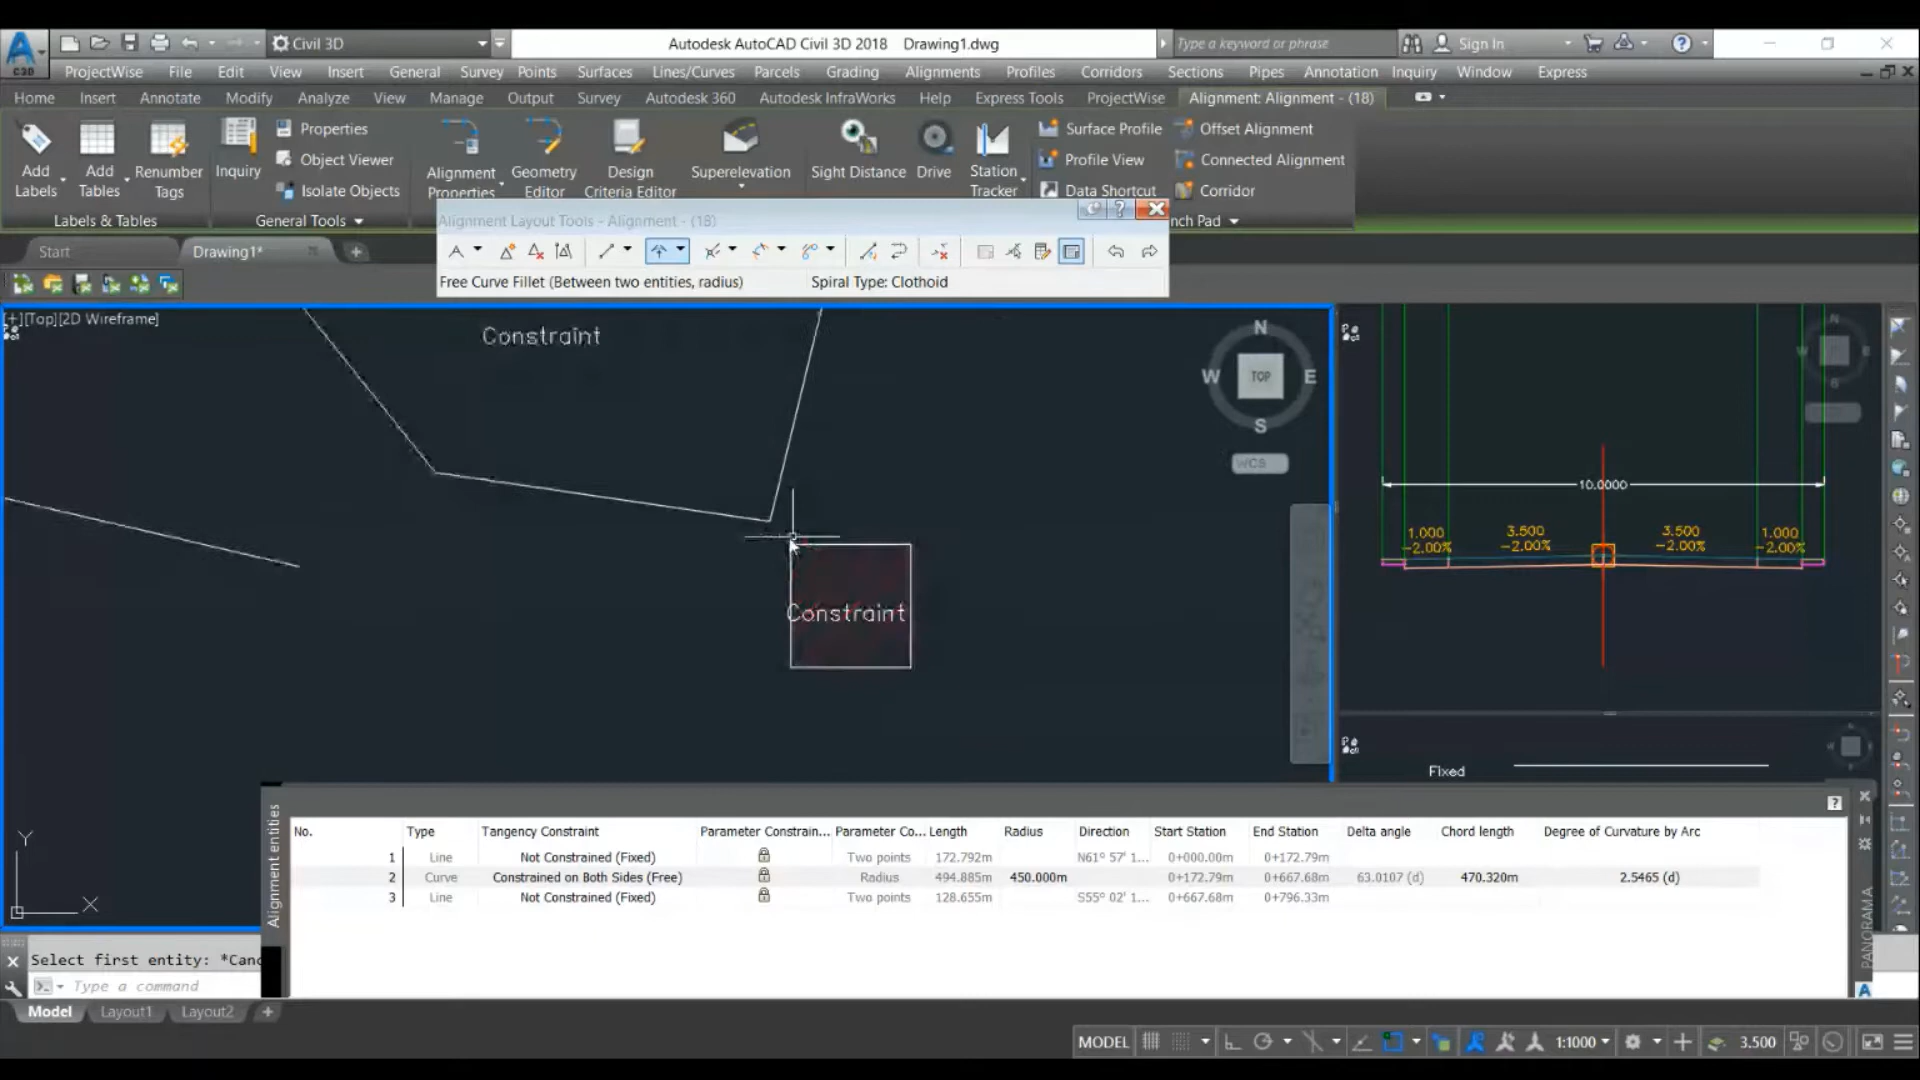 Civil 3D
Autodesk AutoCAD Civil 3D 2018 Drawing1.dwg
Type a keyword or phrase
Sign In
ProjectWise File Edit View Insert General Survey Points Surfaces Lines/Curves Parcels Grading Alignments Profiles Corridors Sections Pipes Annotation Inquiry Window Express
Home Insert Annotate Modify Analyze View Manage Output Survey Autodesk 360 Autodesk InfraWorks Help Express Tools ProjectWise Alignment: Alignment - (18)
Add Labels
Add Tables
Renumber Tags
Inquiry
Properties
Object Viewer
Isolate Objects
Alignment Properties
Geometry Editor
Design Criteria Editor
Superelevation
Sight Distance
Drive
Station Tracker
Surface Profile
Profile View
Data Shortcut
Offset Alignment
Connected Alignment
Corridor
Labels & Tables
General Tools
nch Pad
Alignment Layout Tools - Alignment - (18)
Free Curve Fillet (Between two entities, radius) Spiral Type: Clothoid
Start
Drawing1*
[+][Top][2D Wireframe]
Constraint
Constraint
N
W TOP E
S
WCS
10.0000
1.000 3.500 3.500 1.000
-2.00% -2.00% -2.00% -2.00%
Fixed
Y
X
Alignment entities
No. Type Tangency Constraint Parameter Constrain... Parameter Co... Length Radius Direction Start Station End Station Delta angle Chord length Degree of Curvature by Arc
1 Line Not Constrained (Fixed) Two points 172.792m N61° 57' 1... 0+000.00m 0+172.79m
2 Curve Constrained on Both Sides (Free) Radius 494.885m 450.000m 0+172.79m 0+667.68m 63.0107 (d) 470.320m 2.5465 (d)
3 Line Not Constrained (Fixed) Two points 128.655m S55° 02' 1... 0+667.68m 0+796.33m
PANORAMA
Select first entity: *Canc
Type a command
Model Layout1 Layout2
MODEL 1:1000 3.500